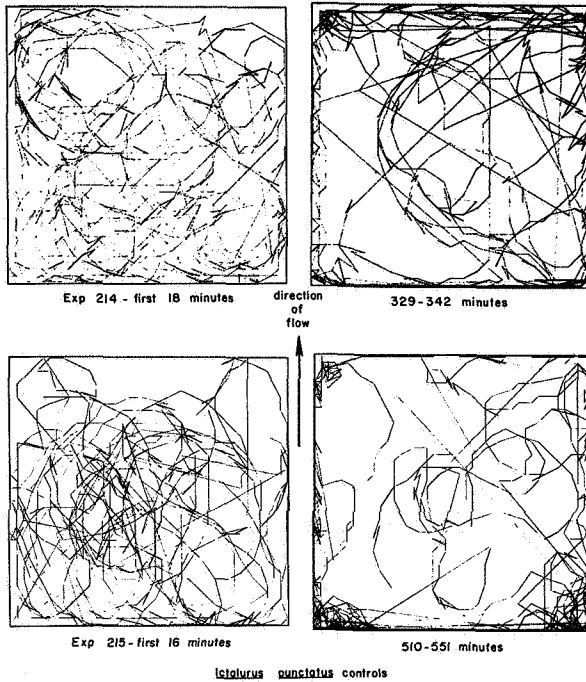 Exp 214 - first 18 minutes
direction
of
flow
329-342 minutes
Exp 215-first 16 minutes
510-551 minutes
Ictalurus punctatus controls